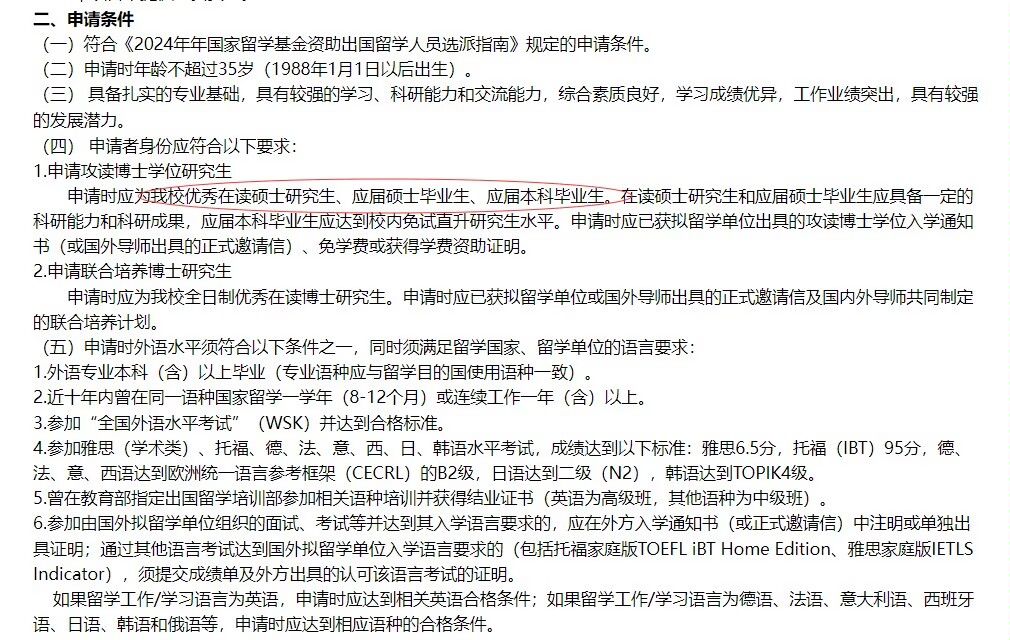 二、申请条件
（一）符合《2024年年国家留学基金资助出国留学人员选派指南》规定的申请条件。
（二）申请时年龄不超过35岁（1988年1月1日以后出生）。
（三） 具备扎实的专业基础，具有较强的学习、科研能力和交流能力，综合素质良好，学习成绩优异，工作业绩突出，具有较强
的发展潜力。
（四） 申请者身份应符合以下要求：
1.申请攻读博士学位研究生
申请时应为我校优秀在读硕士研究生、应届硕士毕业生、应届本科毕业生。在读硕士研究生和应届硕士毕业生应具备一定的
科研能力和科研成果，应届本科毕业生应达到校内免试直升研究生水平。申请时应已获拟留学单位出具的攻读博士学位入学通知
书（或国外导师出具的正式邀请信）、免学费或获得学费资助证明。
2.申请联合培养博士研究生
申请时应为我校全日制优秀在读博士研究生。申请时应已获拟留学单位或国外导师出具的正式邀请信及国内外导师共同制定
的联合培养计划。
（五）申请时外语水平须符合以下条件之一，同时须满足留学国家、留学单位的语言要求：
1.外语专业本科（含）以上毕业（专业语种应与留学目的国使用语种一致）。
2.近十年内曾在同一语种国家留学一学年（8-12个月）或连续工作一年（含）以上。
3.参加“全国外语水平考试”（WSK）并达到合格标准。
4.参加雅思（学术类）、托福、德、法、意、西、日、韩语水平考试，成绩达到以下标准：雅思6.5分，托福（IBT）95分，德、
法、意、西语达到欧洲统一语言参考框架（CECRL）的B2级，日语达到二级（N2），韩语达到TOPIK4级。
5.曾在教育部指定出国留学培训部参加相关语种培训并获得结业证书（英语为高级班，其他语种为中级班）。
6.参加由国外拟留学单位组织的面试、考试等并达到其入学语言要求的，应在外方入学通知书（或正式邀请信）中注明或单独出
具证明；通过其他语言考试达到国外拟留学单位入学语言要求的（包括托福家庭版TOEFL iBT Home Edition、雅思家庭版IETLS
Indicator），须提交成绩单及外方出具的认可该语言考试的证明。
如果留学工作/学习语言为英语，申请时应达到相关英语合格条件；如果留学工作/学习语言为德语、法语、意大利语、西班牙
语、日语、韩语和俄语等，申请时应达到相应语种的合格条件。